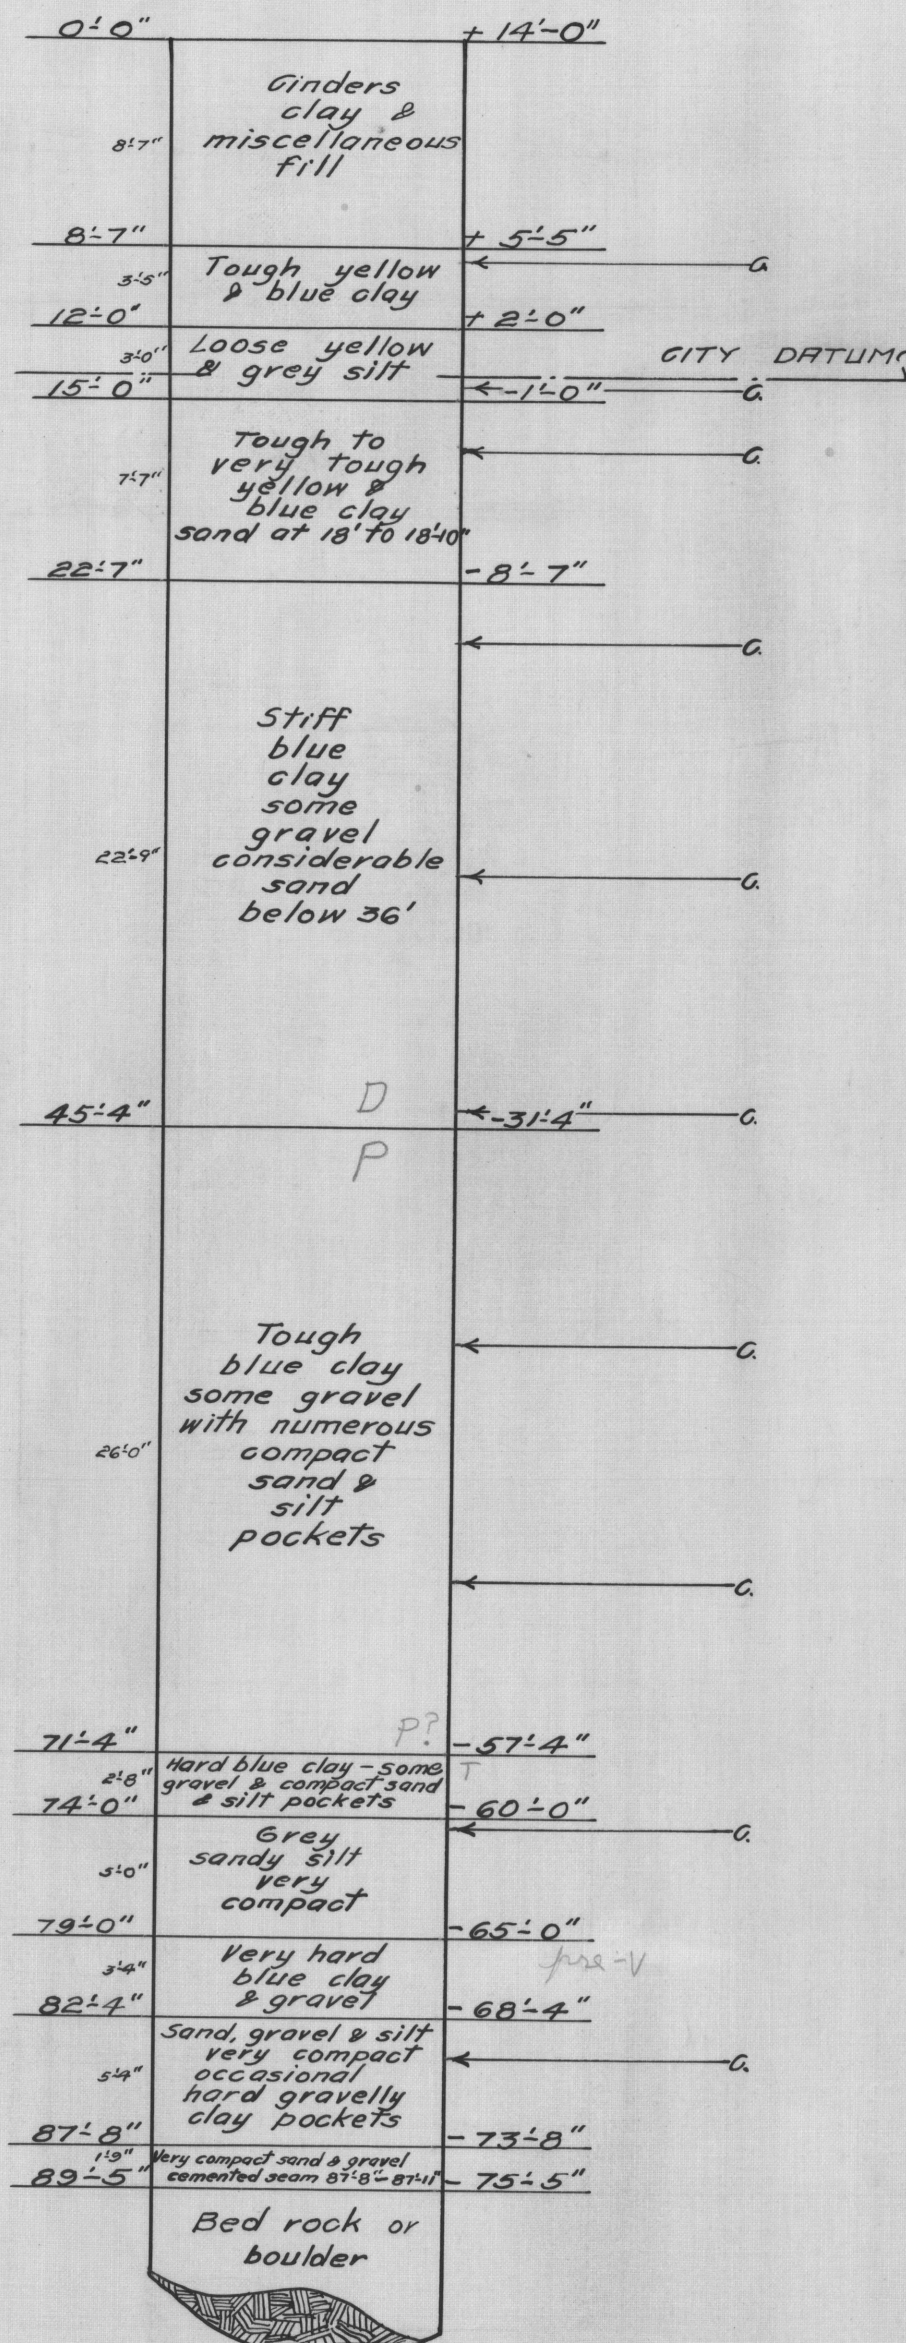 0'-0" + 14'-0"
Cinders
clay &
8'-7" miscellaneous
fill
8'-7" + 5'-5"
Tough yellow C.
3'-5" & blue clay
12'-0" + 2'-0"
Loose yellow CITY DATUM
3'-0" & grey silt
15'-0" -1'-0" C.
Tough to
very tough C.
7'-7" yellow &
blue clay
sand at 18' to 18'-10"
22'-7" - 8'-7"
C.
Stiff
blue
clay
some
gravel
22'-9" considerable C.
sand
below 36'
D
45'-4" -31'-4" C.
P
Tough C.
blue clay
some gravel
with numerous
26'-0" compact
sand &
silt
pockets
C.
P?
71'-4" - 57'-4"
Hard blue clay - some T
2'-8" gravel & compact sand
& silt pockets
74'-0" - 60'-0"
Grey C.
sandy silt
5'-0" very
compact
79'-0" - 65'-0"
Very hard pre-V
3'-4" blue clay
& gravel
82'-4" - 68'-4"
Sand, gravel & silt
very compact C.
5'-4" occasional
hard gravelly
clay pockets
87'-8" - 73'-8"
1'-9" Very compact sand & gravel
cemented seam 87'-8" - 87'-11"
89'-5" - 75'-5"
Bed rock or
boulder